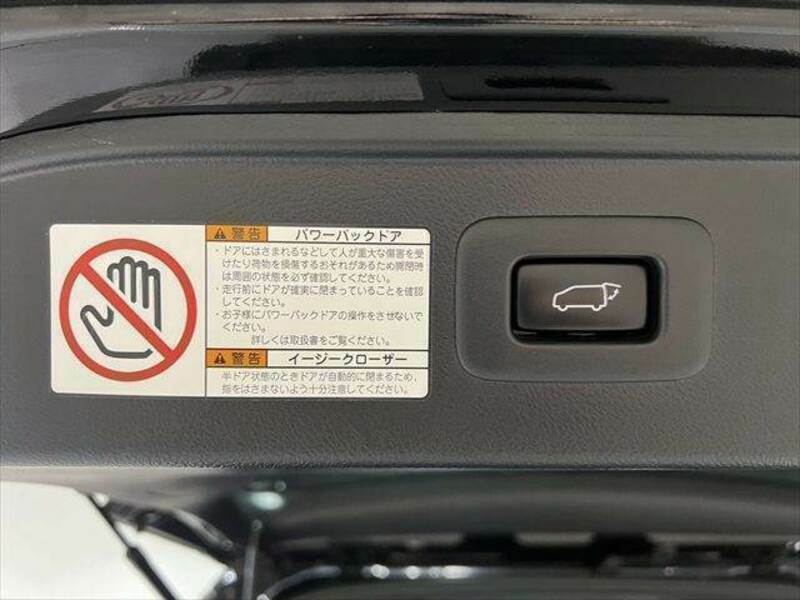 ⚠警告 パワーバックドア
・ドアにはさまれるなどして人が重大な傷害を受
けたり荷物を損傷するおそれがあるため開閉時
は周囲の状態を必ず確認してください。
・走行前にドアが確実に閉まっていることを確認
してください。
・お子様にパワーバックドアの操作をさせないで
ください。
詳しくは取扱書をご覧ください。
⚠警告 イージークローザー
半ドア状態のときドアが自動的に閉まるため、
指をはさまないよう十分注意してください。